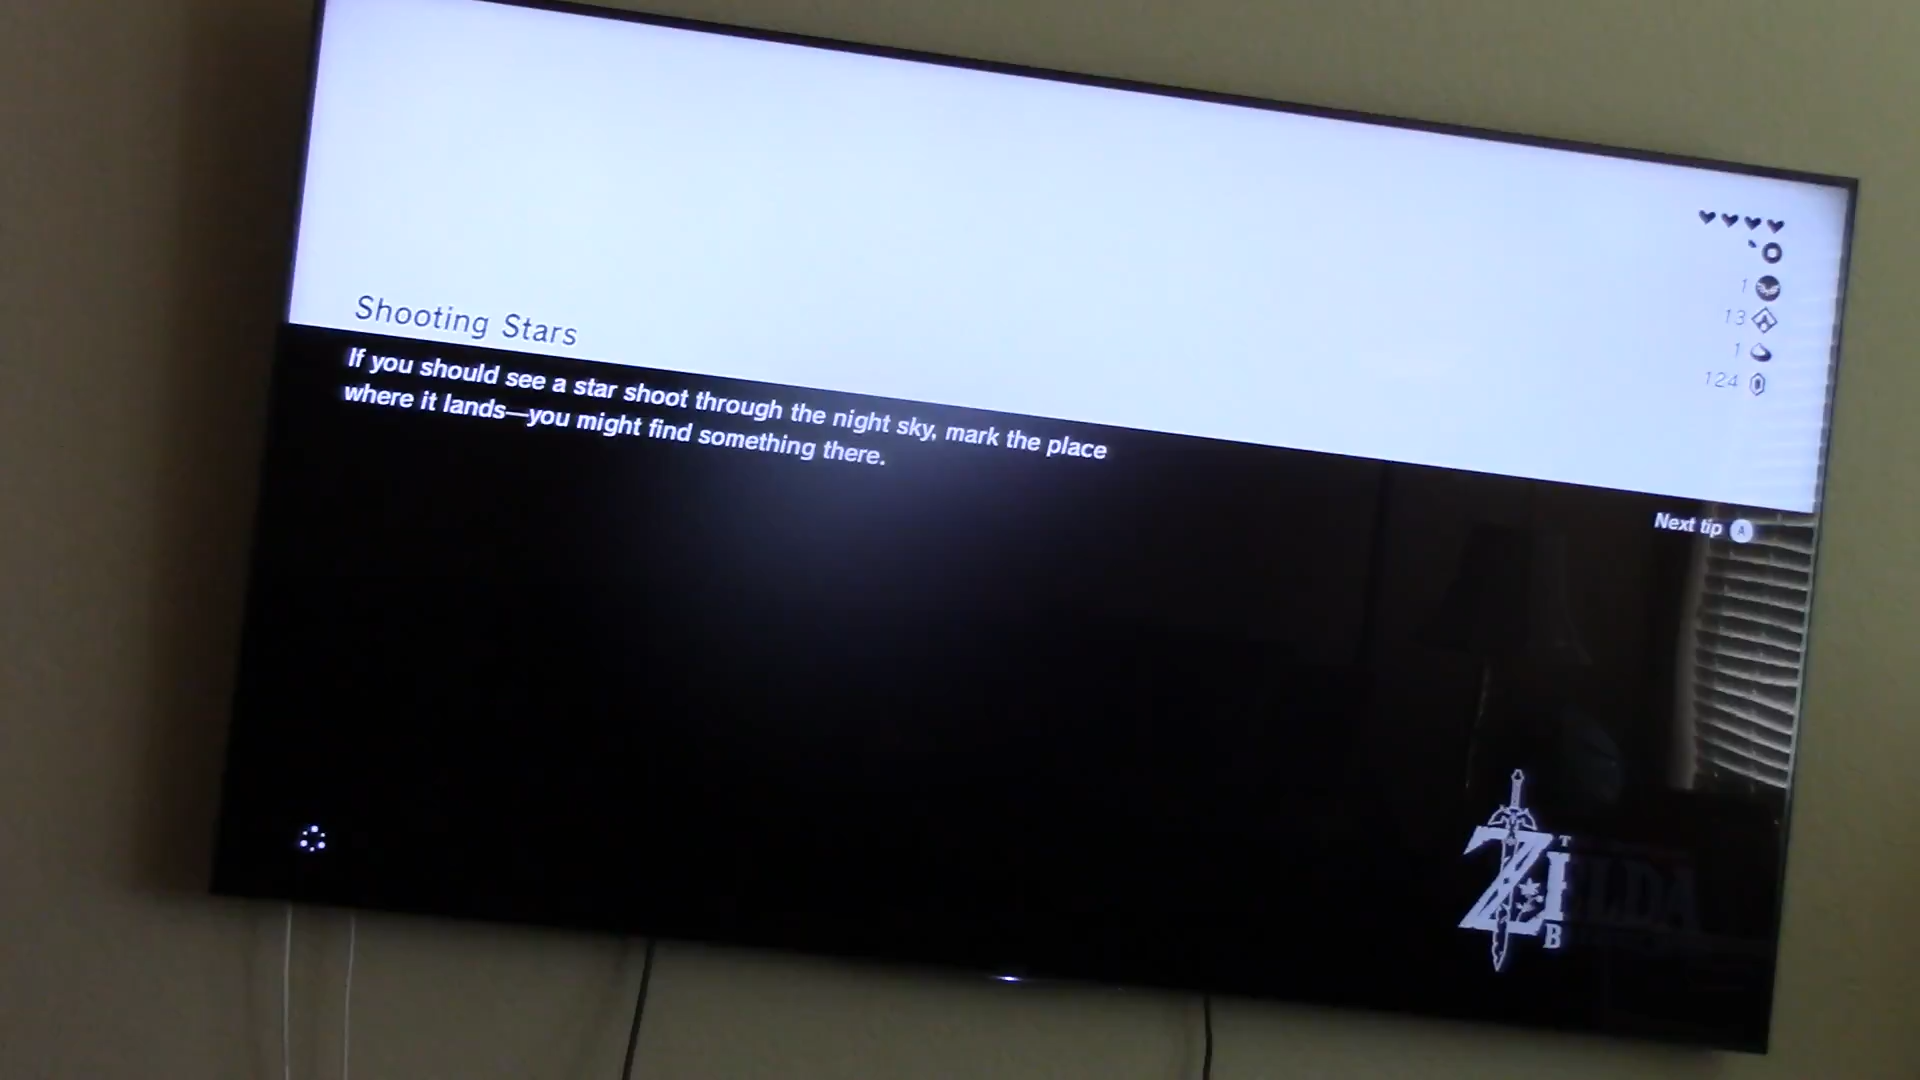 Shooting Stars
If you should see a star shoot through the night sky, mark the place
where it lands—you might find something there.
1
13
1
124
Next tip A
T
ZELDA
B